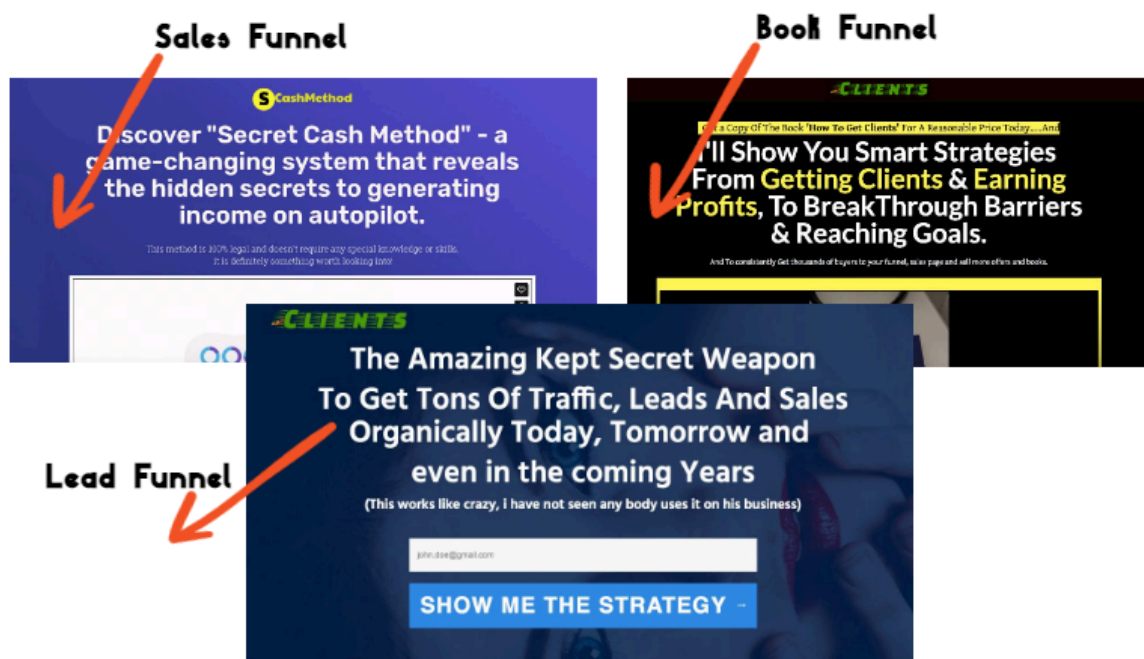 Sales Funnel
Book Funnel
S CashMethod
Discover "Secret Cash Method" - a
game-changing system that reveals
the hidden secrets to generating
income on autopilot.
This method is 100% legal and doesn't require any special knowledge or skills.
it is definitely something worth looking into!
CLIENTS
a Copy Of The Book 'How To Get Clients' For A Reasonable Price Today.....And
I'll Show You Smart Strategies
From Getting Clients & Earning
Profits, To BreakThrough Barriers
& Reaching Goals.
And To consistently Get thousands of buyers to your funnel, sales page and sell more offers and books.
CLIENTS
The Amazing Kept Secret Weapon
To Get Tons Of Traffic, Leads And Sales
Organically Today, Tomorrow and
even in the coming Years
(This works like crazy, i have not seen any body uses it on his business)
Lead Funnel
john.doe@gmail.com
SHOW ME THE STRATEGY →